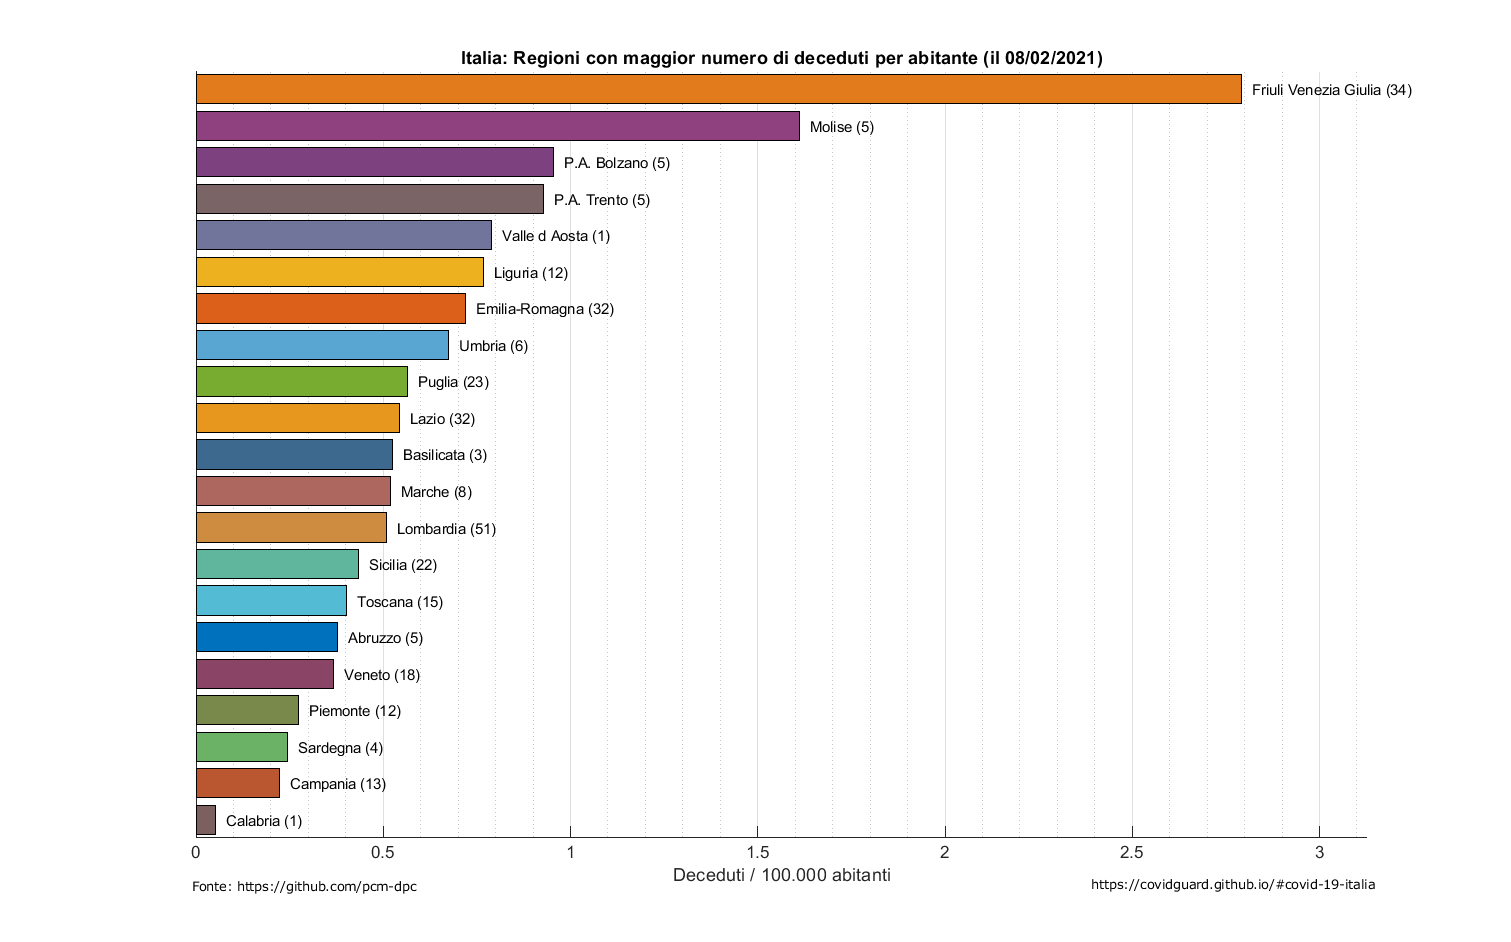 Italia: Regioni con maggior numero di deceduti per abitante (il 08/02/2021)
Friuli Venezia Giulia (34)
Molise (5)
P.A. Bolzano (5)
P.A. Trento (5)
Valle d Aosta (1)
Liguria (12)
Emilia-Romagna (32)
Umbria (6)
Puglia (23)
Lazio (32)
Basilicata (3)
Marche (8)
Lombardia (51)
Sicilia (22)
Toscana (15)
Abruzzo (5)
Veneto (18)
Piemonte (12)
Sardegna (4)
Campania (13)
Calabria (1)
0 0.5 1 1.5 2 2.5 3
Deceduti / 100.000 abitanti
Fonte: https://github.com/pcm-dpc
https://covidguard.github.io/#covid-19-italia